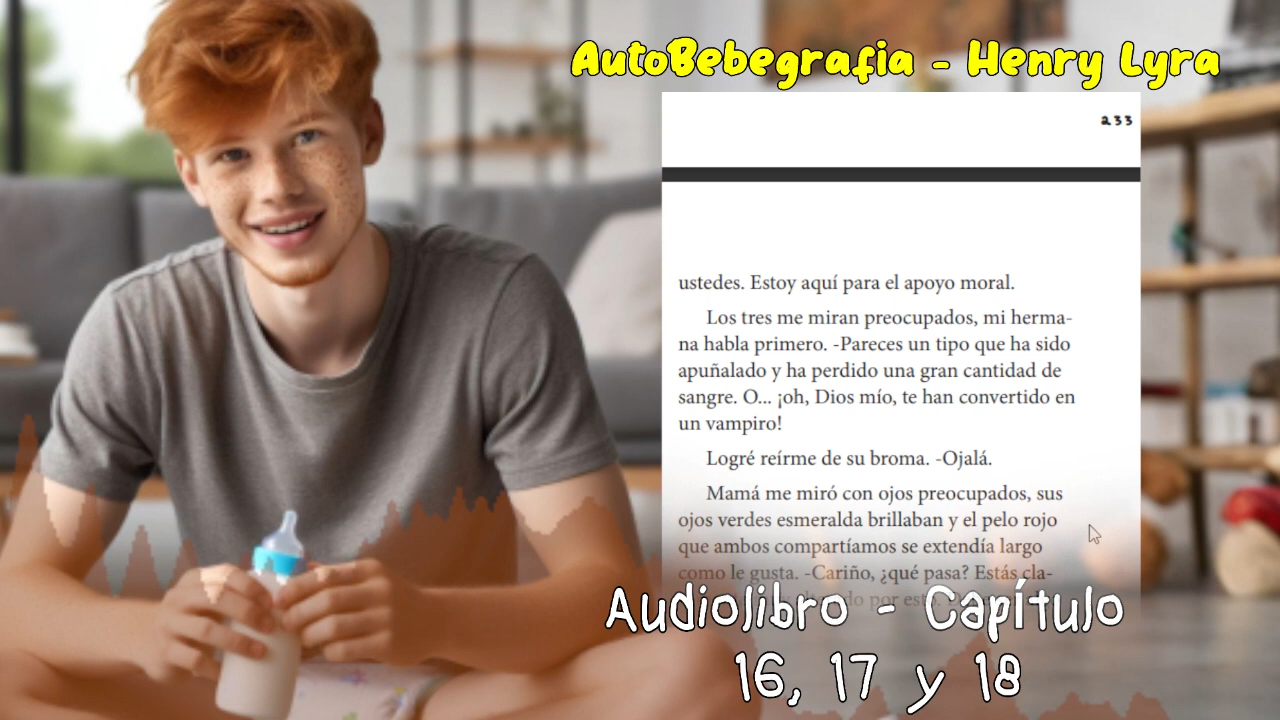 AutoBebegrafia - Henry Lyra
233
ustedes. Estoy aquí para el apoyo moral.
Los tres me miran preocupados, mi herma-
na habla primero. -Pareces un tipo que ha sido
apuñalado y ha perdido una gran cantidad de
sangre. O... ¡oh, Dios mío, te han convertido en
un vampiro!
Logré reírme de su broma. -Ojalá.
Mamá me miró con ojos preocupados, sus
ojos verdes esmeralda brillaban y el pelo rojo
que ambos compartíamos se extendía largo
como le gusta. -Cariño, ¿qué pasa? Estás cla-
por
Audiolibro - Capítulo
16, 17 y 18